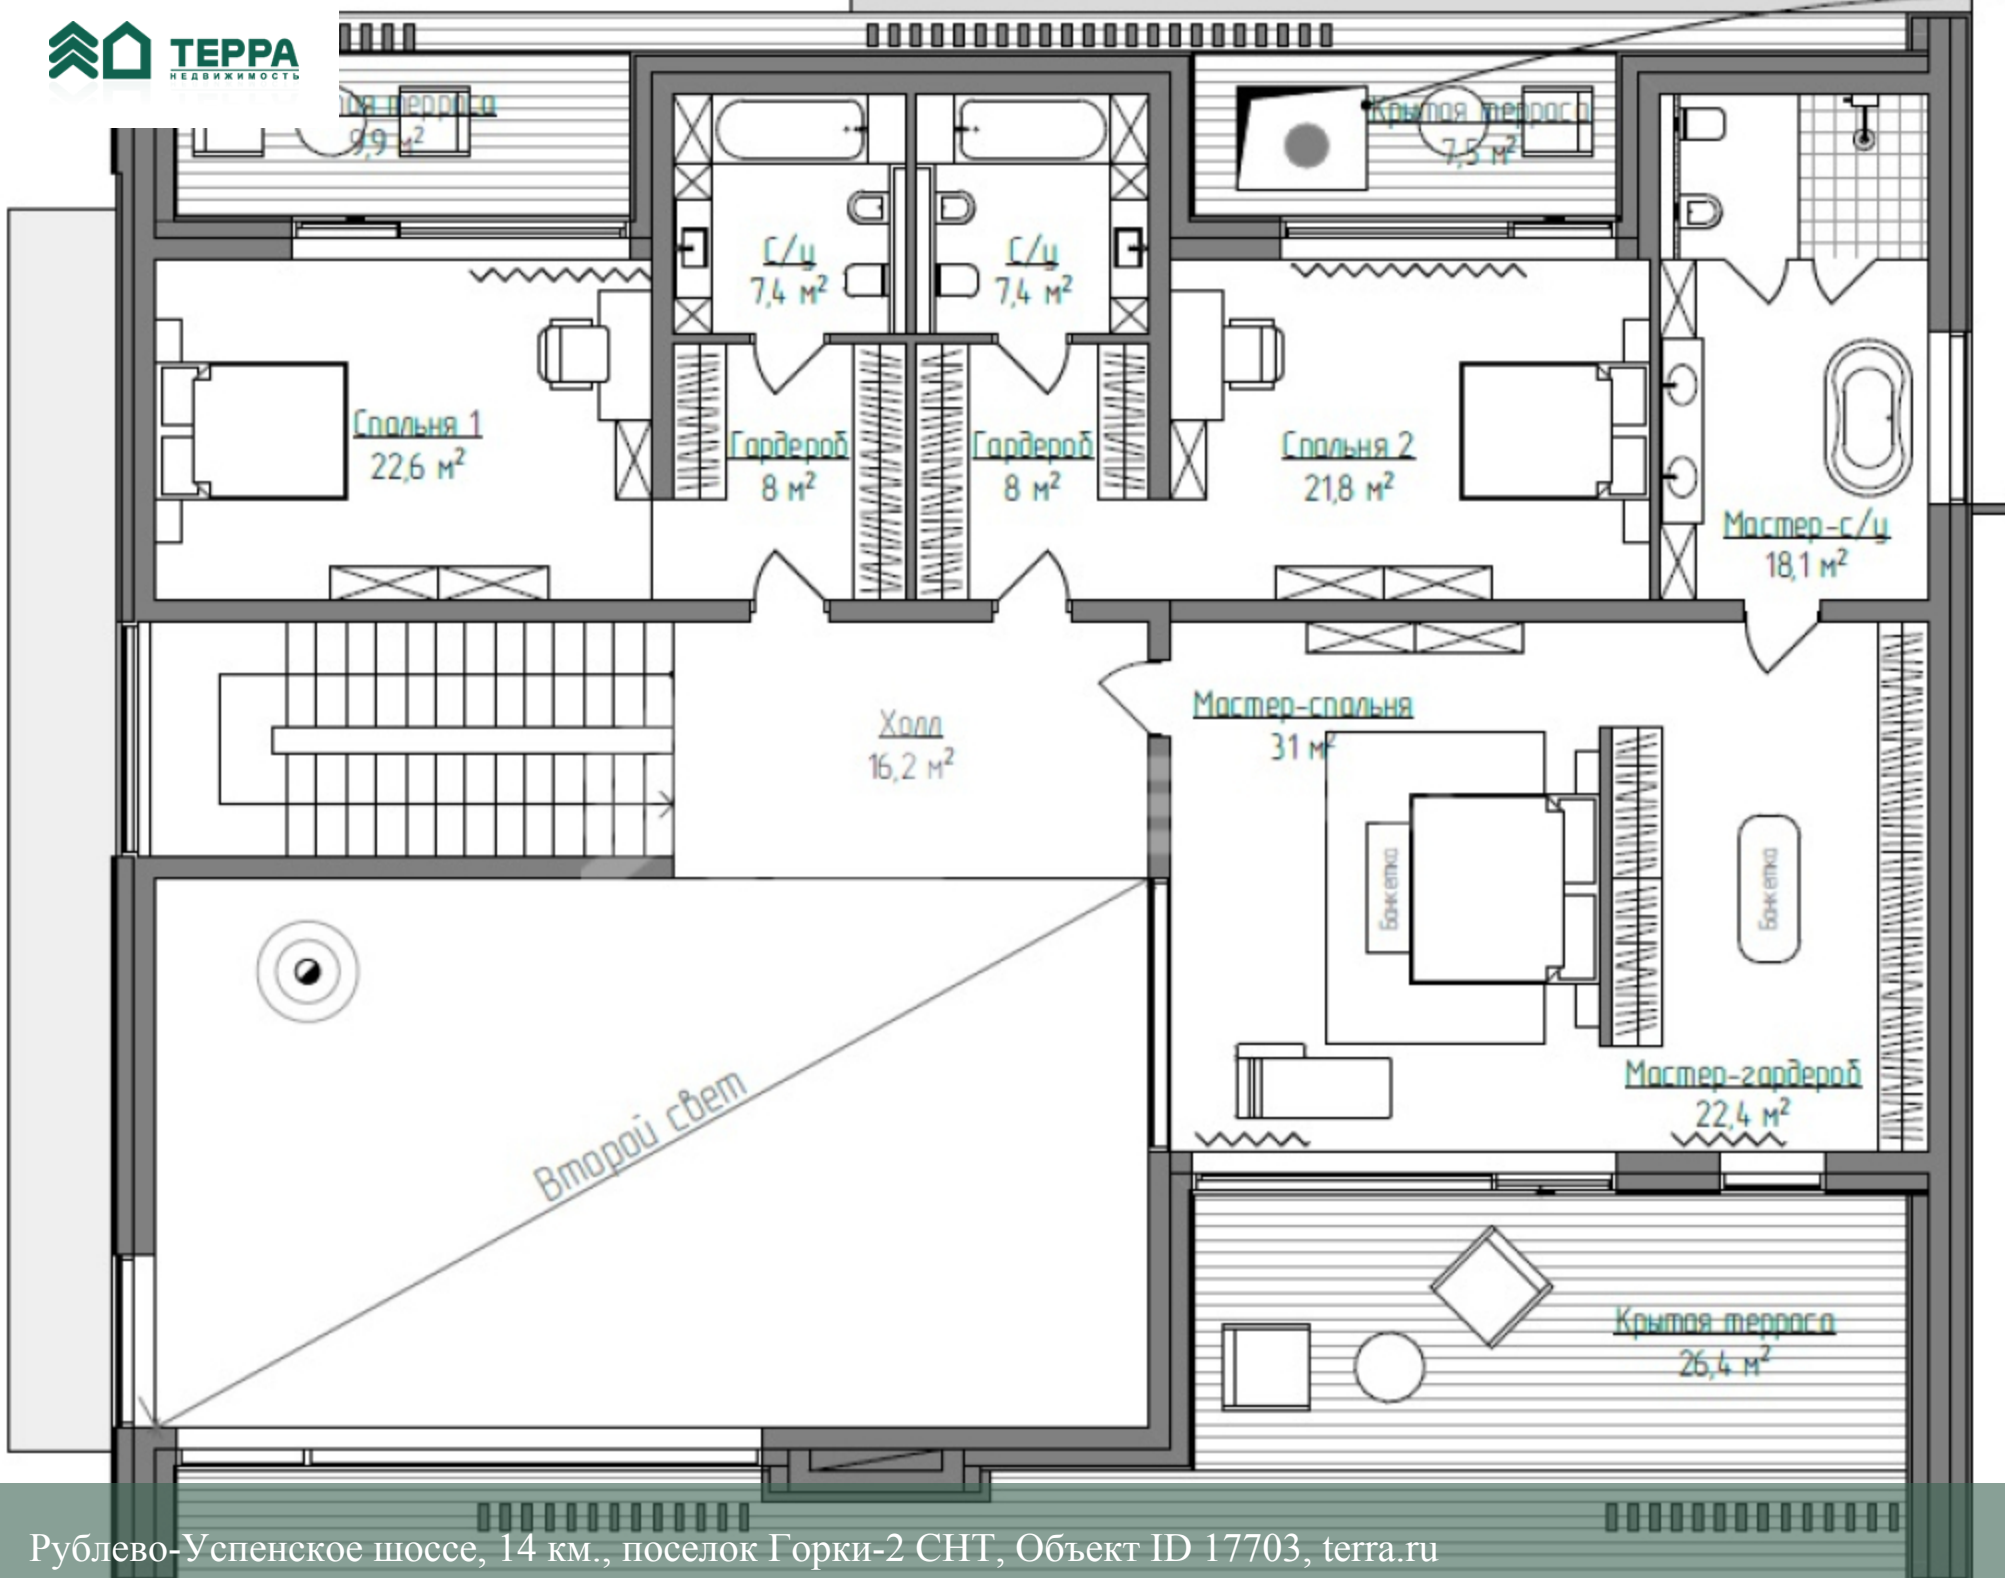 ТЕРРА
НЕДВИЖИМОСТЬ
терраса
9,9 м²
Крытая терраса
7,5 м²
С/у
7,4 м²
С/у
7,4 м²
Спальня 1
22,6 м²
Гардероб
8 м²
Гардероб
8 м²
Спальня 2
21,8 м²
Мастер-с/у
18,1 м²
Холл
16,2 м²
Мастер-спальня
31 м²
Банкетка
Банкетка
Мастер-гардероб
22,4 м²
Второй свет
Крытая терраса
26,4 м²
Рублево-Успенское шоссе, 14 км., поселок Горки-2 СНТ, Объект ID 17703, terra.ru